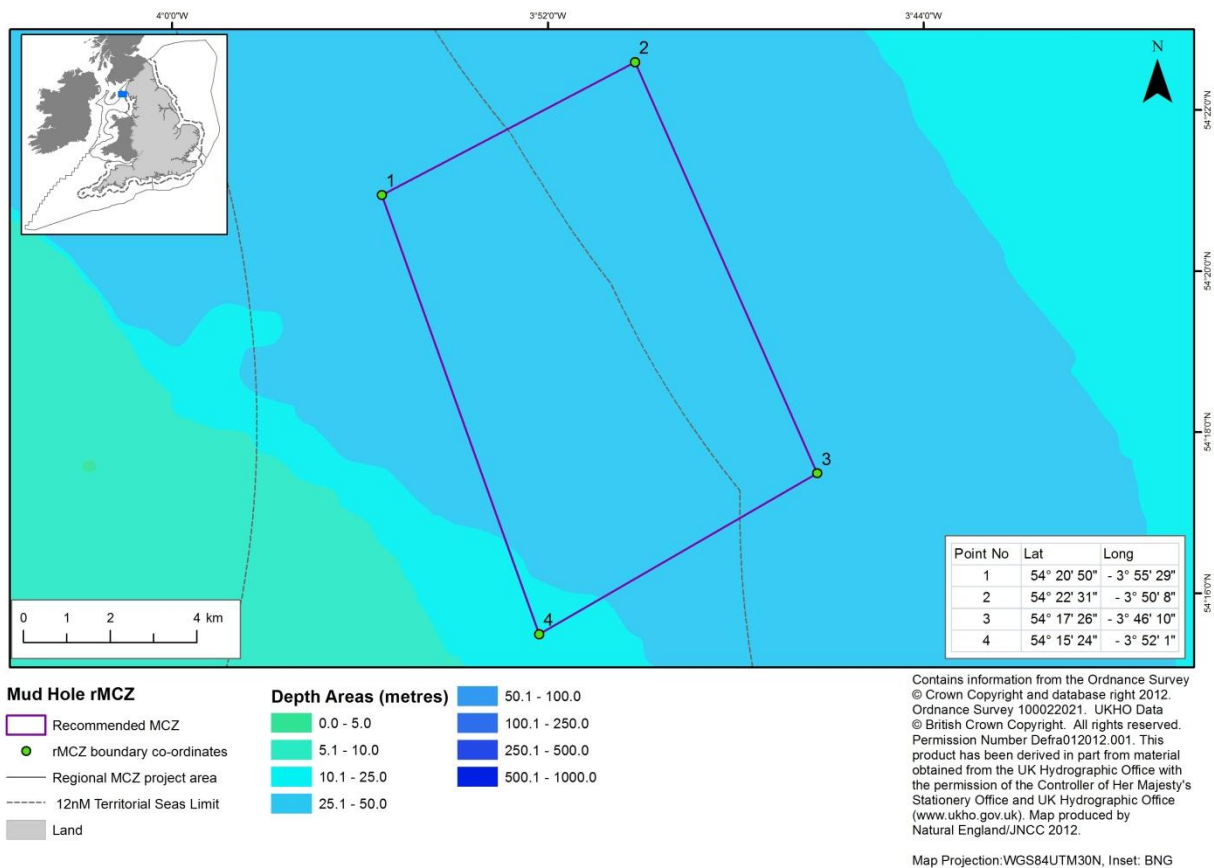 4°0'0"W
3°52'0"W
3°44'0"W
N
2
1
54°22'0"N
54°20'0"N
54°18'0"N
3
54°16'0"N
4
0 1 2 4 km
Point No Lat Long
1 54° 20' 50" - 3° 55' 29"
2 54° 22' 31" - 3° 50' 8"
3 54° 17' 26" - 3° 46' 10"
4 54° 15' 24" - 3° 52' 1"
Mud Hole rMCZ
Recommended MCZ
rMCZ boundary co-ordinates
Regional MCZ project area
12nM Territorial Seas Limit
Land
Depth Areas (metres)
0.0 - 5.0
5.1 - 10.0
10.1 - 25.0
25.1 - 50.0
50.1 - 100.0
100.1 - 250.0
250.1 - 500.0
500.1 - 1000.0
Contains information from the Ordnance Survey
© Crown Copyright and database right 2012.
Ordnance Survey 100022021. UKHO Data
© British Crown Copyright. All rights reserved.
Permission Number Defra012012.001. This
product has been derived in part from material
obtained from the UK Hydrographic Office with
the permission of the Controller of Her Majesty's
Stationery Office and UK Hydrographic Office
(www.ukho.gov.uk). Map produced by
Natural England/JNCC 2012.
Map Projection:WGS84UTM30N, Inset: BNG